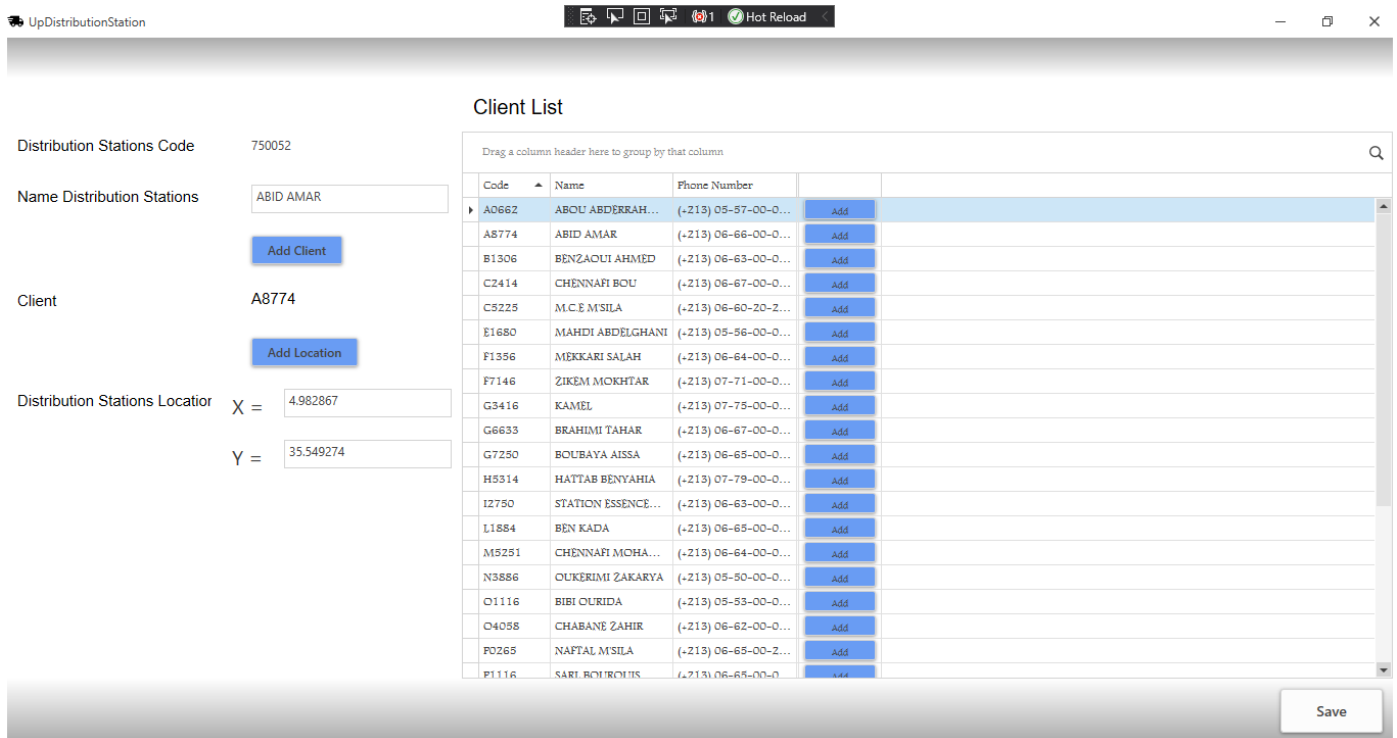 UpDistributionStation
1 Hot Reload
Client List
Distribution Stations Code 750052
Name Distribution Stations ABID AMAR
Add Client
Client A8774
Add Location
Distribution Stations Location X = 4.982867
Y = 35.549274
Drag a column header here to group by that column
Code Name Phone Number
A0662 ABOU ABDERRAH... (+213) 05-57-00-0... Add
A8774 ABID AMAR (+213) 06-66-00-0... Add
B1306 BENZAOUI AHMED (+213) 06-63-00-0... Add
C2414 CHENNAFI BOU (+213) 06-67-00-0... Add
C5225 M.C.E M'SILA (+213) 06-60-20-2... Add
E1680 MAHDI ABDELGHANI (+213) 05-56-00-0... Add
F1356 MEKKARI SALAH (+213) 06-64-00-0... Add
F7146 ZIKEM MOKHTAR (+213) 07-71-00-0... Add
G3416 KAMEL (+213) 07-75-00-0... Add
G6633 BRAHIMI TAHAR (+213) 06-67-00-0... Add
G7250 BOUBAYA AISSA (+213) 06-65-00-0... Add
H5314 HATTAB BENYAHIA (+213) 07-79-00-0... Add
I2750 STATION ESSENCE... (+213) 06-63-00-0... Add
L1884 BEN KADA (+213) 06-65-00-0... Add
M5251 CHENNAFI MOHA... (+213) 06-64-00-0... Add
N3886 OUKERIMI ZAKARYA (+213) 05-50-00-0... Add
O1116 BIBI OURIDA (+213) 05-53-00-0... Add
O4058 CHABANE ZAHIR (+213) 06-62-00-0... Add
P0265 NAFTAL M'SILA (+213) 06-65-00-2... Add
P1116 SARL BOUROUIS (+213) 06-65-00-0... Add
Save